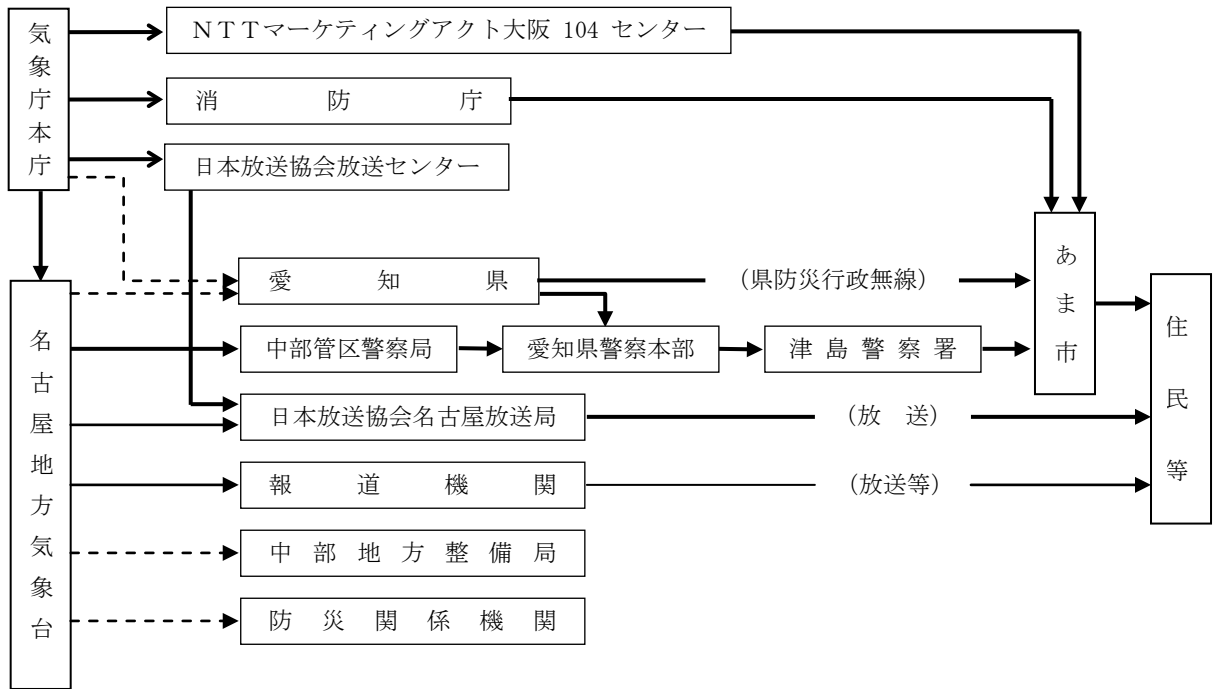 気象庁本庁
ＮＴＴマーケティングアクト大阪 104 センター
消防庁
日本放送協会放送センター
愛知県
（県防災行政無線）
あま市
住民等
名古屋地方気象台
中部管区警察局
愛知県警察本部
津島警察署
日本放送協会名古屋放送局
（放 送）
報道機関
（放送等）
中部地方整備局
防災関係機関